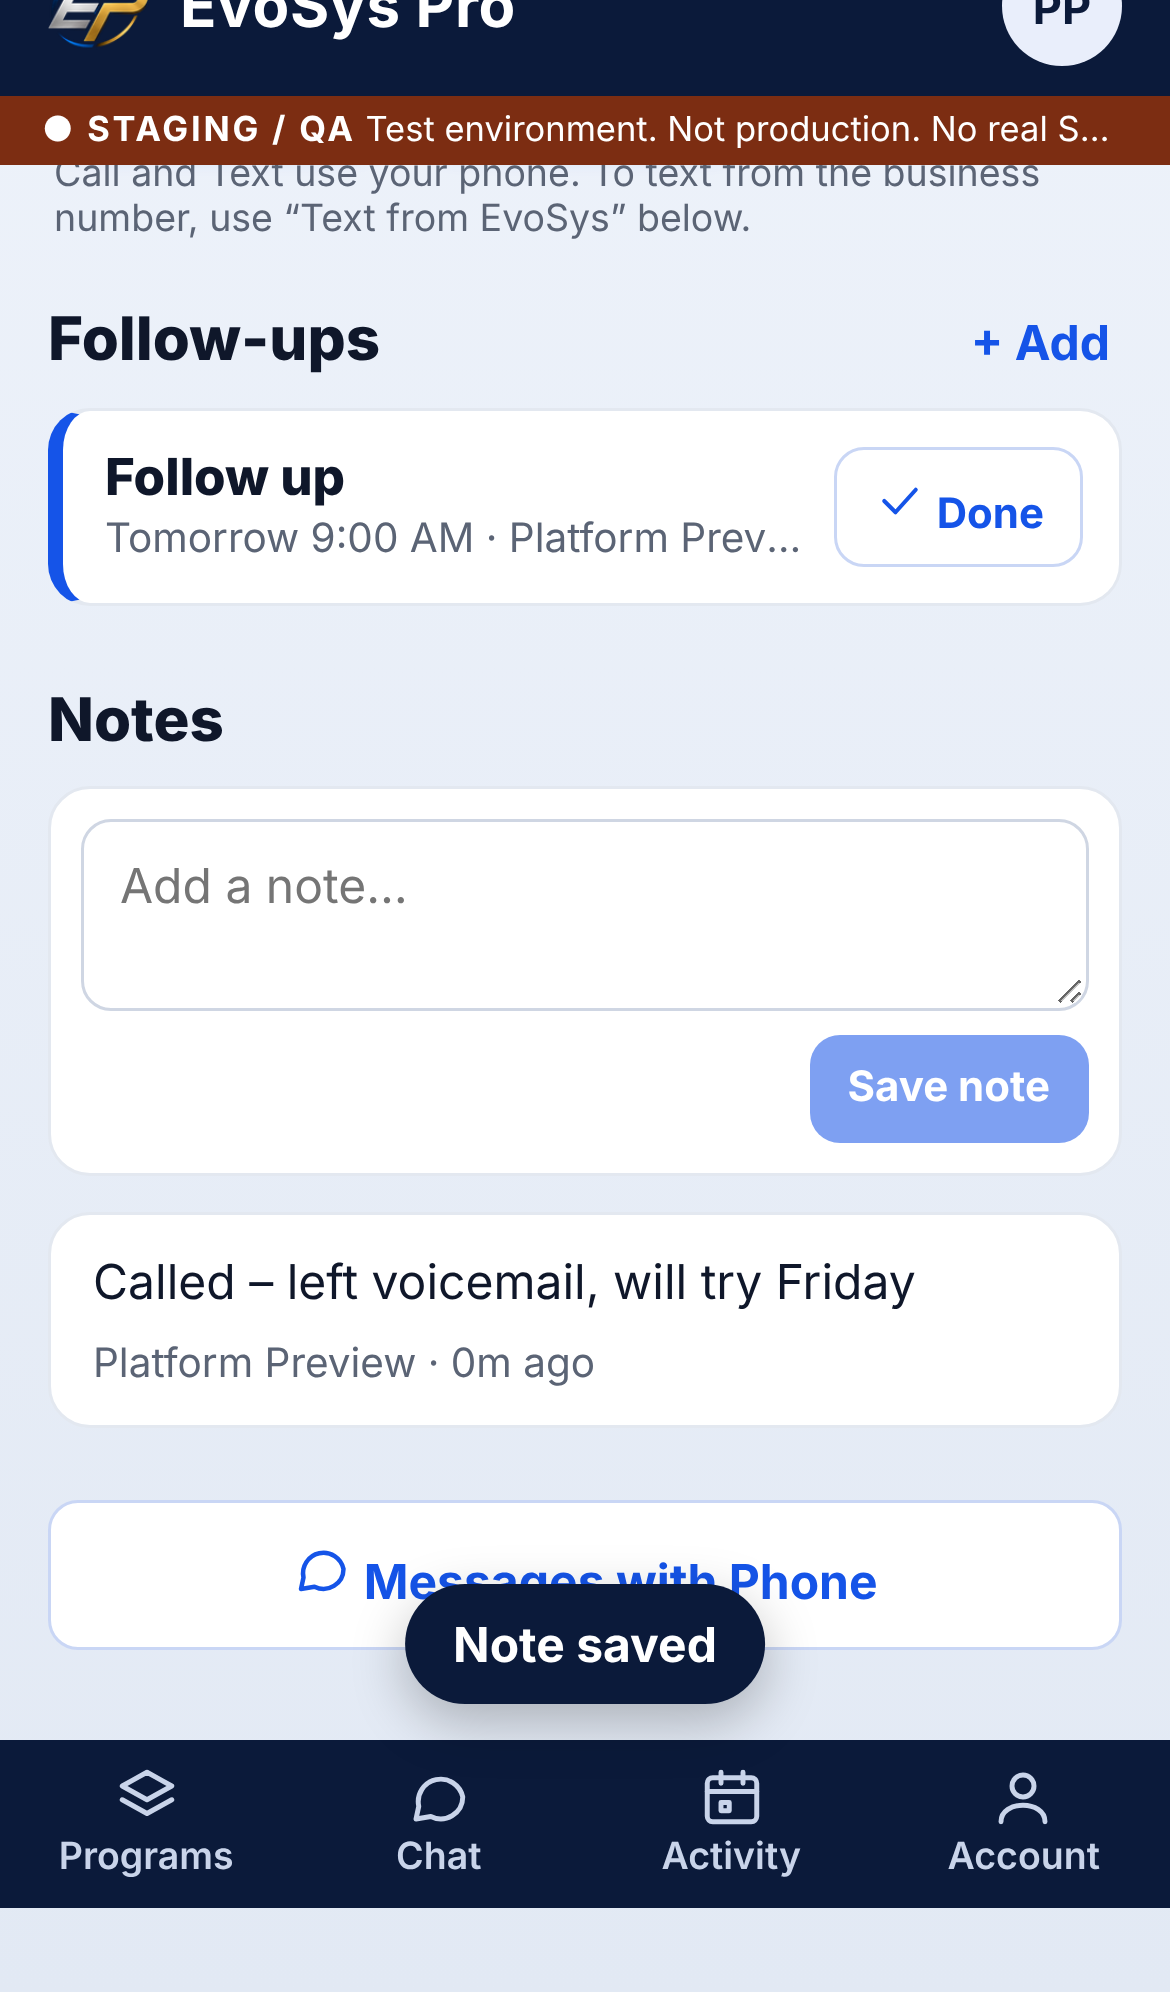 EvoSys Pro
PP
STAGING / QA Test environment. Not production. No real S...
Call and Text use your phone. To text from the business
number, use “Text from EvoSys” below.
Follow-ups
+ Add
Follow up
Tomorrow 9:00 AM · Platform Prev...
Done
Notes
Add a note...
Save note
Called – left voicemail, will try Friday
Platform Preview · 0m ago
Messages with Phone
Note saved
Programs
Chat
Activity
Account